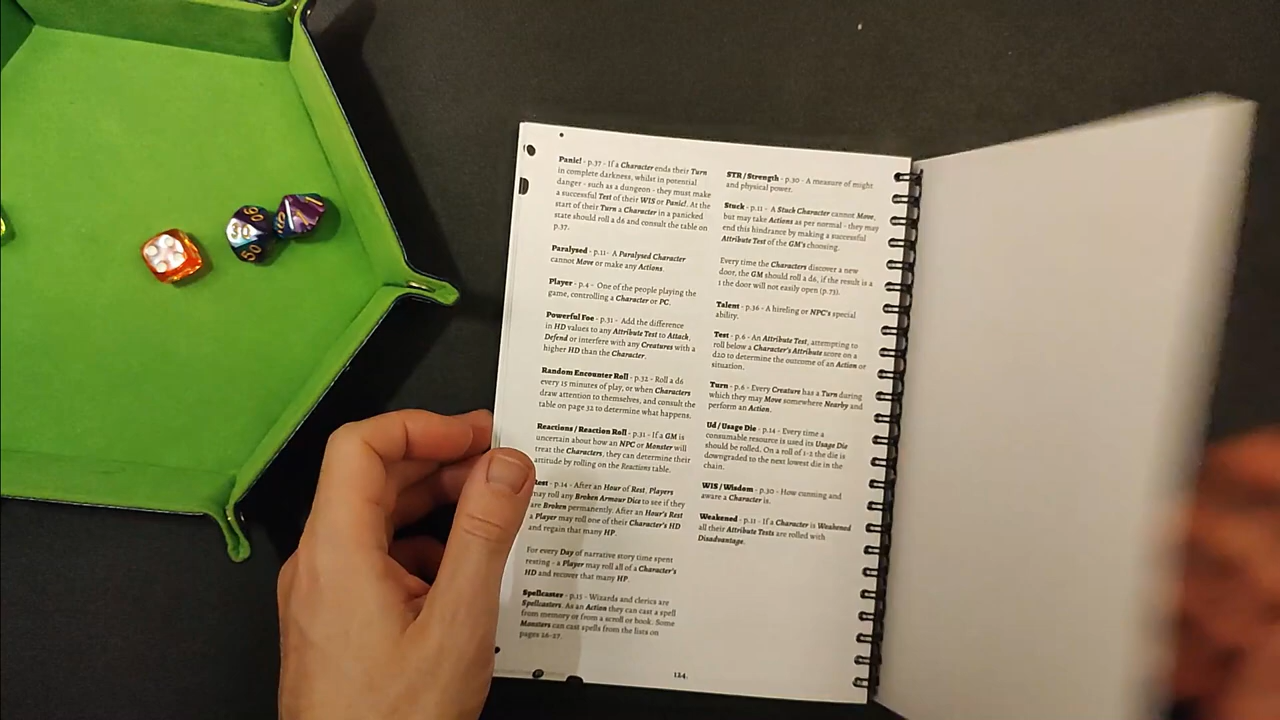 Panic! - p.37 - If a Character ends their Turn
in complete darkness, whilst in potential
danger - such as a dungeon - they must make
a successful Test of their WIS or Panic!. At the
start of their Turn a Character in a panicked
state should roll a d6 and consult the table on
p.37.
Paralysed - p.11 - A Paralysed Character
cannot Move or make any Actions.
Player - p.4 - One of the people playing the
game, controlling a Character or PC.
Powerful Foe - p.31 - Add the difference
in HD values to any Attribute Test to Attack,
Defend or interfere with any Creatures with a
higher HD than the Character.
Random Encounter Roll - p.32 - Roll a d6
every 15 minutes of play, or when Characters
draw attention to themselves, and consult the
table on page 32 to determine what happens.
Reactions / Reaction Roll - p.31 - If a GM is
uncertain about how an NPC or Monster will
treat the Characters, they can determine their
attitude by rolling on the Reactions table.
Rest - p.14 - After an Hour of Rest, Players
may roll any Broken Armour Dice to see if they
are Broken permanently. After an Hour's Rest
a Player may roll one of their Character's HD
and regain that many HP.
For every Day of narrative story time spent
resting - a Player may roll all of a Character's
HD and recover that many HP.
Spellcaster - p.15 - Wizards and clerics are
Spellcasters. As an Action they can cast a spell
from memory or from a scroll or book. Some
Monsters can cast spells from the lists on
pages 26-27.
STR / Strength - p.30 - A measure of might
and physical power.
Stuck - p.11 - A Stuck Character cannot Move,
but may take Actions as per normal - they may
end this hindrance by making a successful
Attribute Test of the GM's choosing.
Every time the Characters discover a new
door, the GM should roll a d6, if the result is a
1 the door will not easily open (p.73).
Talent - p.36 - A hireling or NPC's special
ability.
Test - p.6 - An Attribute Test, attempting to
roll below a Character's Attribute score on a
d20 to determine the outcome of an Action or
situation.
Turn - p.6 - Every Creature has a Turn during
which they may Move somewhere Nearby and
perform an Action.
Ud / Usage Die - p.14 - Every time a
consumable resource is used its Usage Die
should be rolled. On a roll of 1-2 the die is
downgraded to the next lowest die in the
chain.
WIS / Wisdom - p.30 - How cunning and
aware a Character is.
Weakened - p.11 - If a Character is Weakened
all their Attribute Tests are rolled with
Disadvantage.
124.
30
50